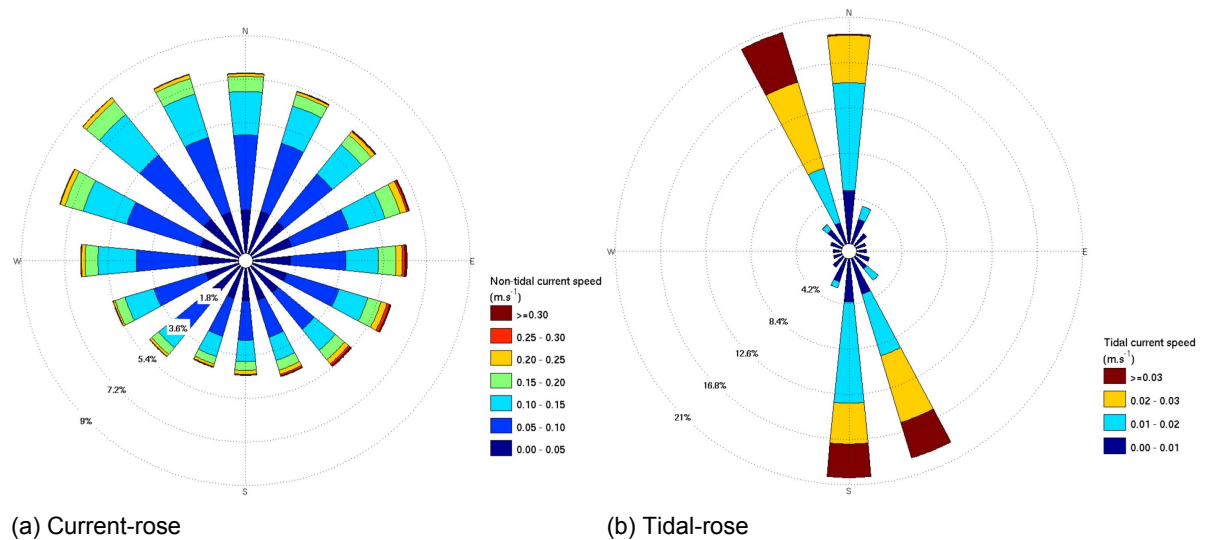 N
W
E
S
1.8%
3.6%
5.4%
7.2%
9%
Non-tidal current speed
(m.s⁻¹)
>=0.30
0.25 - 0.30
0.20 - 0.25
0.15 - 0.20
0.10 - 0.15
0.05 - 0.10
0.00 - 0.05
(a) Current-rose
N
W
E
S
4.2%
8.4%
12.6%
16.8%
21%
Tidal current speed
(m.s⁻¹)
>=0.03
0.02 - 0.03
0.01 - 0.02
0.00 - 0.01
(b) Tidal-rose